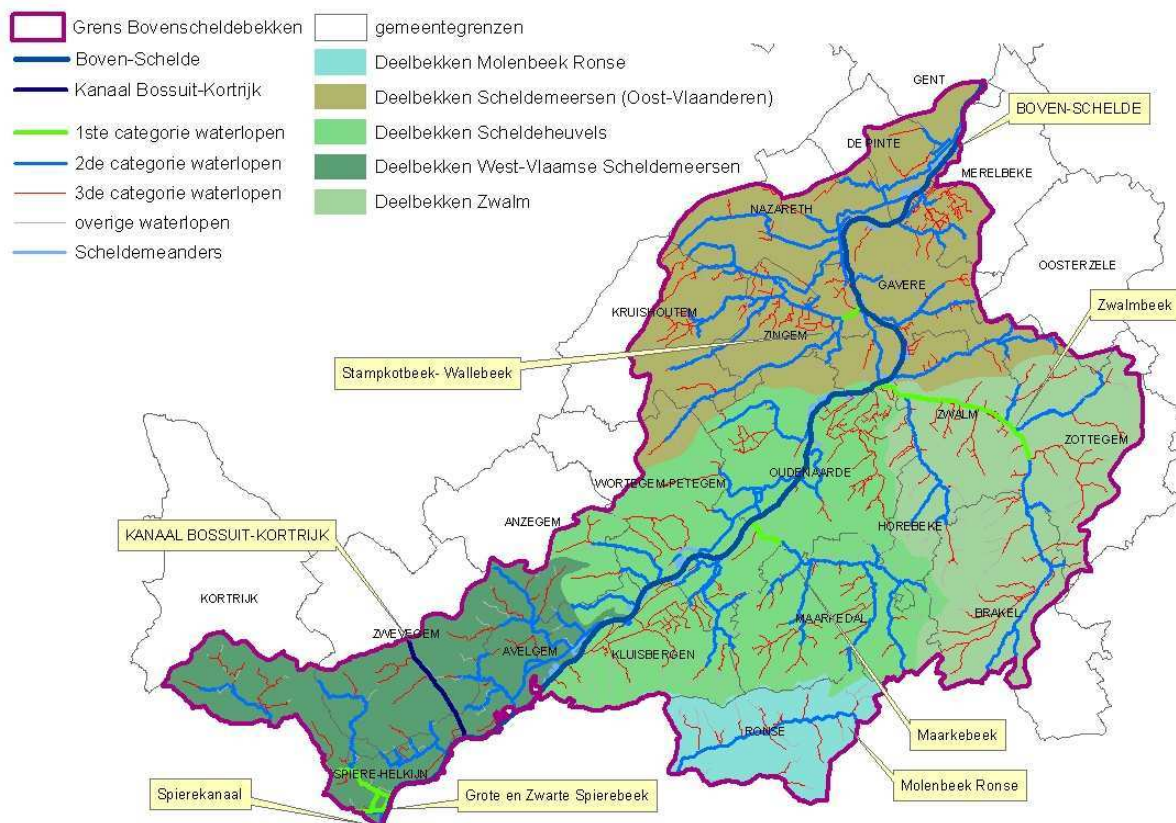 Grens Bovenscheldebekken
Boven-Schelde
Kanaal Bossuit-Kortrijk
1ste categorie waterlopen
2de categorie waterlopen
3de categorie waterlopen
overige waterlopen
Scheldemeanders
gemeentegrenzen
Deelbekken Molenbeek Ronse
Deelbekken Scheldemeersen (Oost-Vlaanderen)
Deelbekken Scheldeheuvels
Deelbekken West-Vlaamse Scheldemeersen
Deelbekken Zwalm
GENT
BOVEN-SCHELDE
DE PINTE
MERELBEKE
NAZARETH
OOSTERZELE
GAVERE
Zwalmbeek
KRUISHOUTEM
ZINGEM
Stampkotbeek- Wallebeek
ZWALM
ZOTTEGEM
OUDENAARDE
WORTEGEM-PETEGEM
ANZEGEM
HOREBEKE
KANAAL BOSSUIT-KORTRIJK
KORTRIJK
BRAKEL
MAARKEDAL
ZWEVEGEM
AVELGEM
KLUISBERGEN
RONSE
Maarkebeek
SPIERE-HELKIJN
Molenbeek Ronse
Spierekanaal
Grote en Zwarte Spierebeek